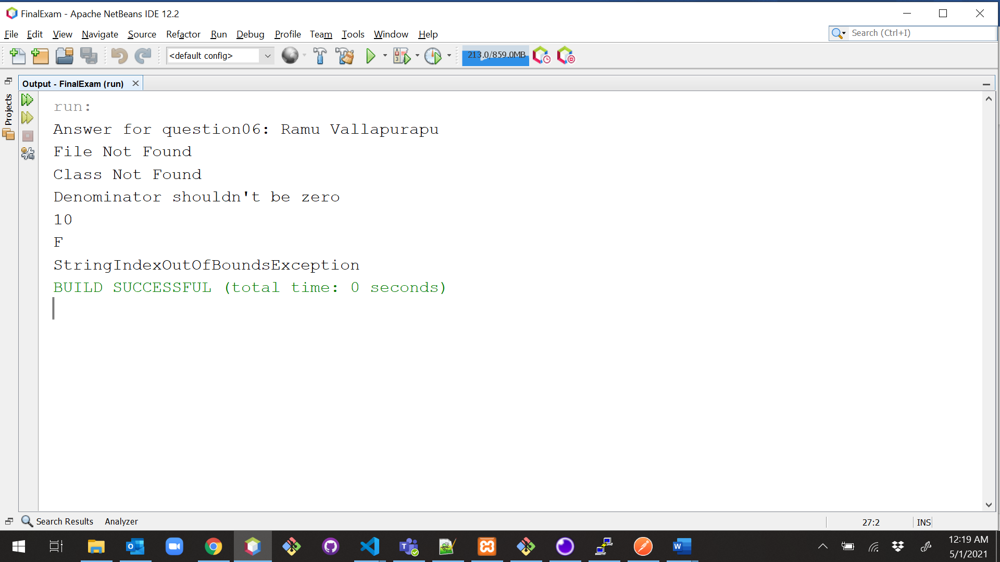 FinalExam - Apache NetBeans IDE 12.2
File Edit View Navigate Source Refactor Run Debug Profile Team Tools Window Help
Search (Ctrl+I)
<default config>
213.0/859.0MB
Projects
Output - FinalExam (run)
run:
Answer for question06: Ramu Vallapurapu
File Not Found
Class Not Found
Denominator shouldn't be zero
10
F
StringIndexOutOfBoundsException
BUILD SUCCESSFUL (total time: 0 seconds)
Search Results Analyzer
27:2 INS
12:19 AM
5/1/2021